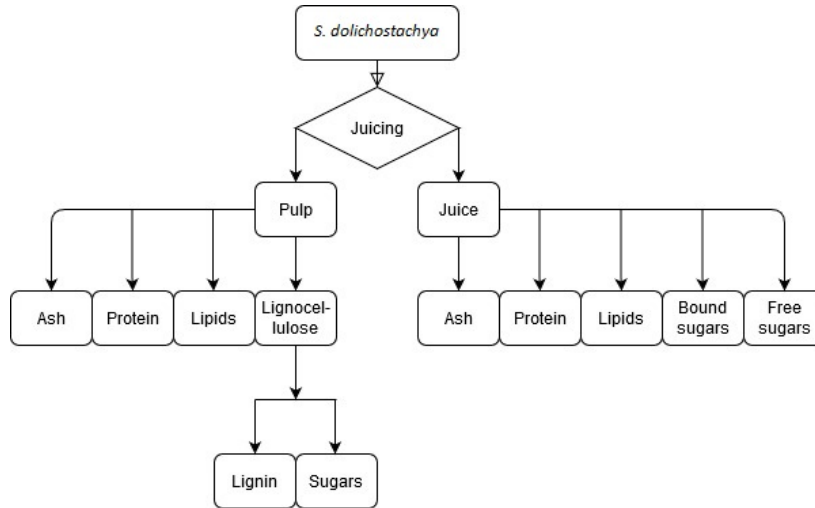 S. dolichostachya
Juicing
Pulp
Juice
Ash
Protein
Lipids
Lignocel-
lulose
Ash
Protein
Lipids
Bound
sugars
Free
sugars
Lignin
Sugars